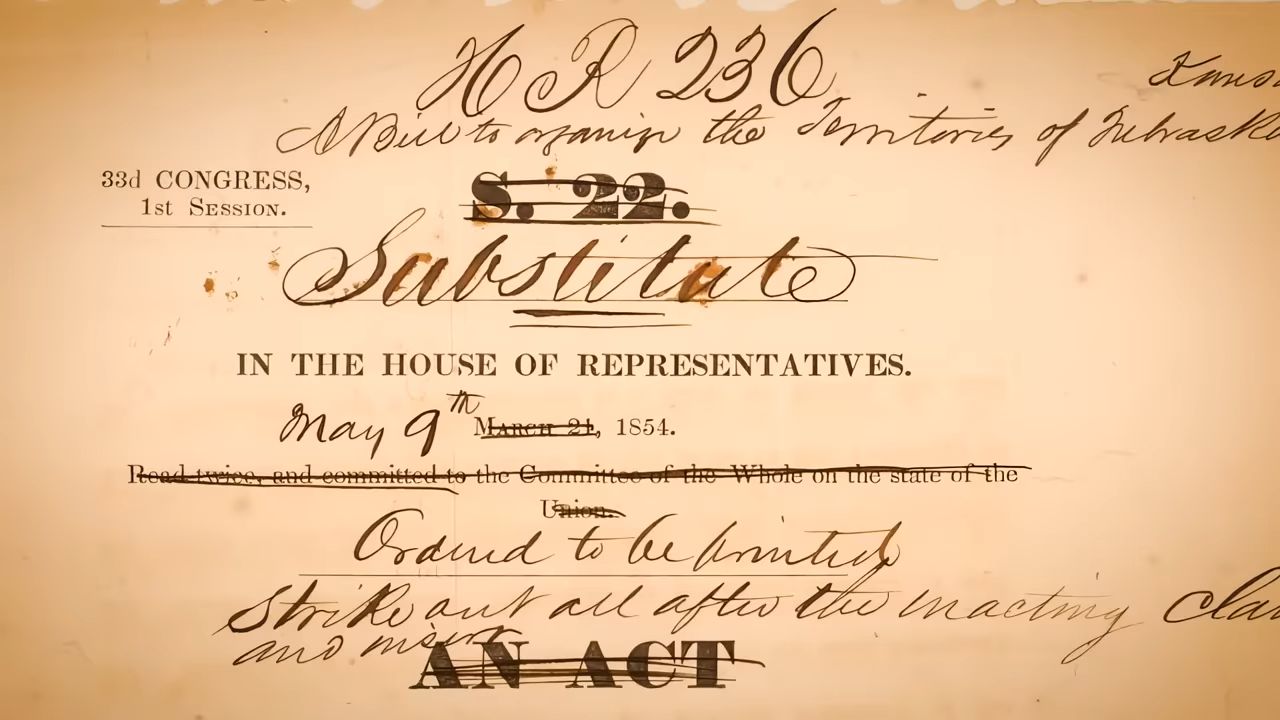 H R 236
Kans
A Bill to organize the Territories of Nebraska
33d CONGRESS,
1st SESSION.
S. 22.
Substitute
IN THE HOUSE OF REPRESENTATIVES.
May 9th MARCH 21, 1854.
Read twice, and committed to the Committee of the Whole on the state of the
Union.
Ordered to be printed
Strike out all after the enacting Clau
and insert
AN ACT